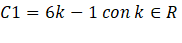 C1 = 6k − 1 con k ∈ R